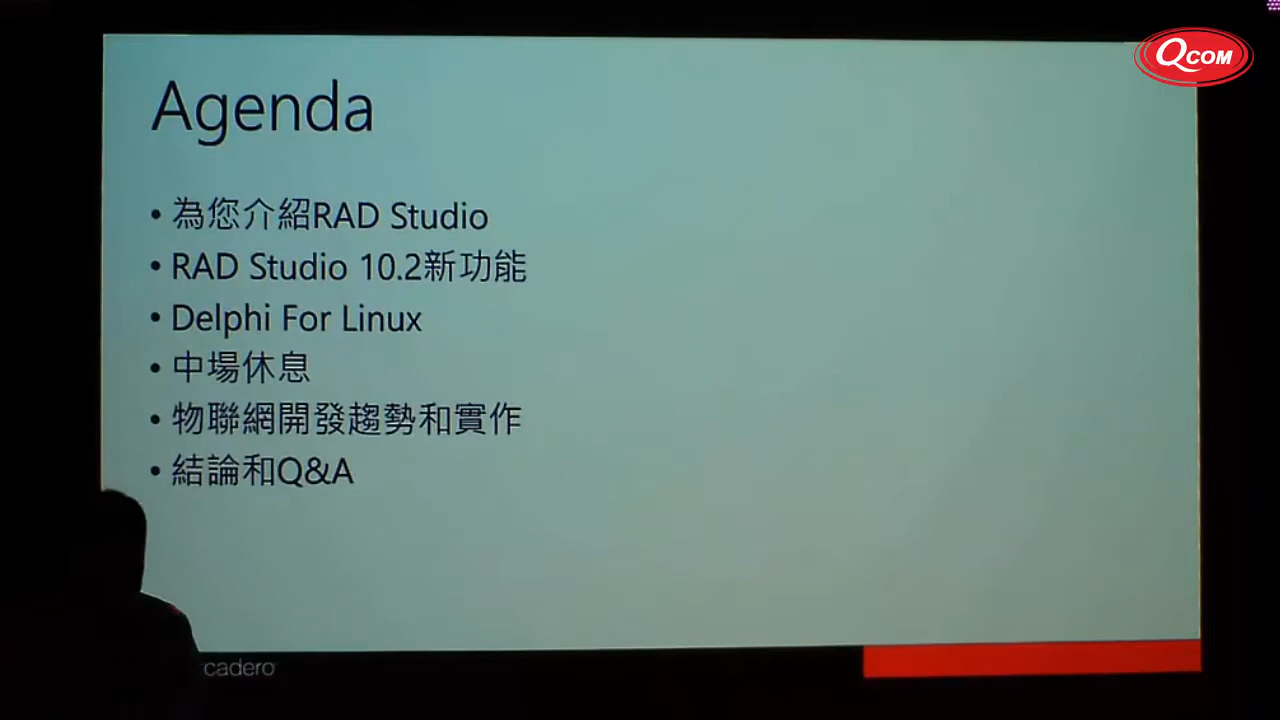 QCOM
Agenda
• 為您介紹RAD Studio
• RAD Studio 10.2新功能
• Delphi For Linux
• 中場休息
• 物聯網開發趨勢和實作
• 結論和Q&A
cadero